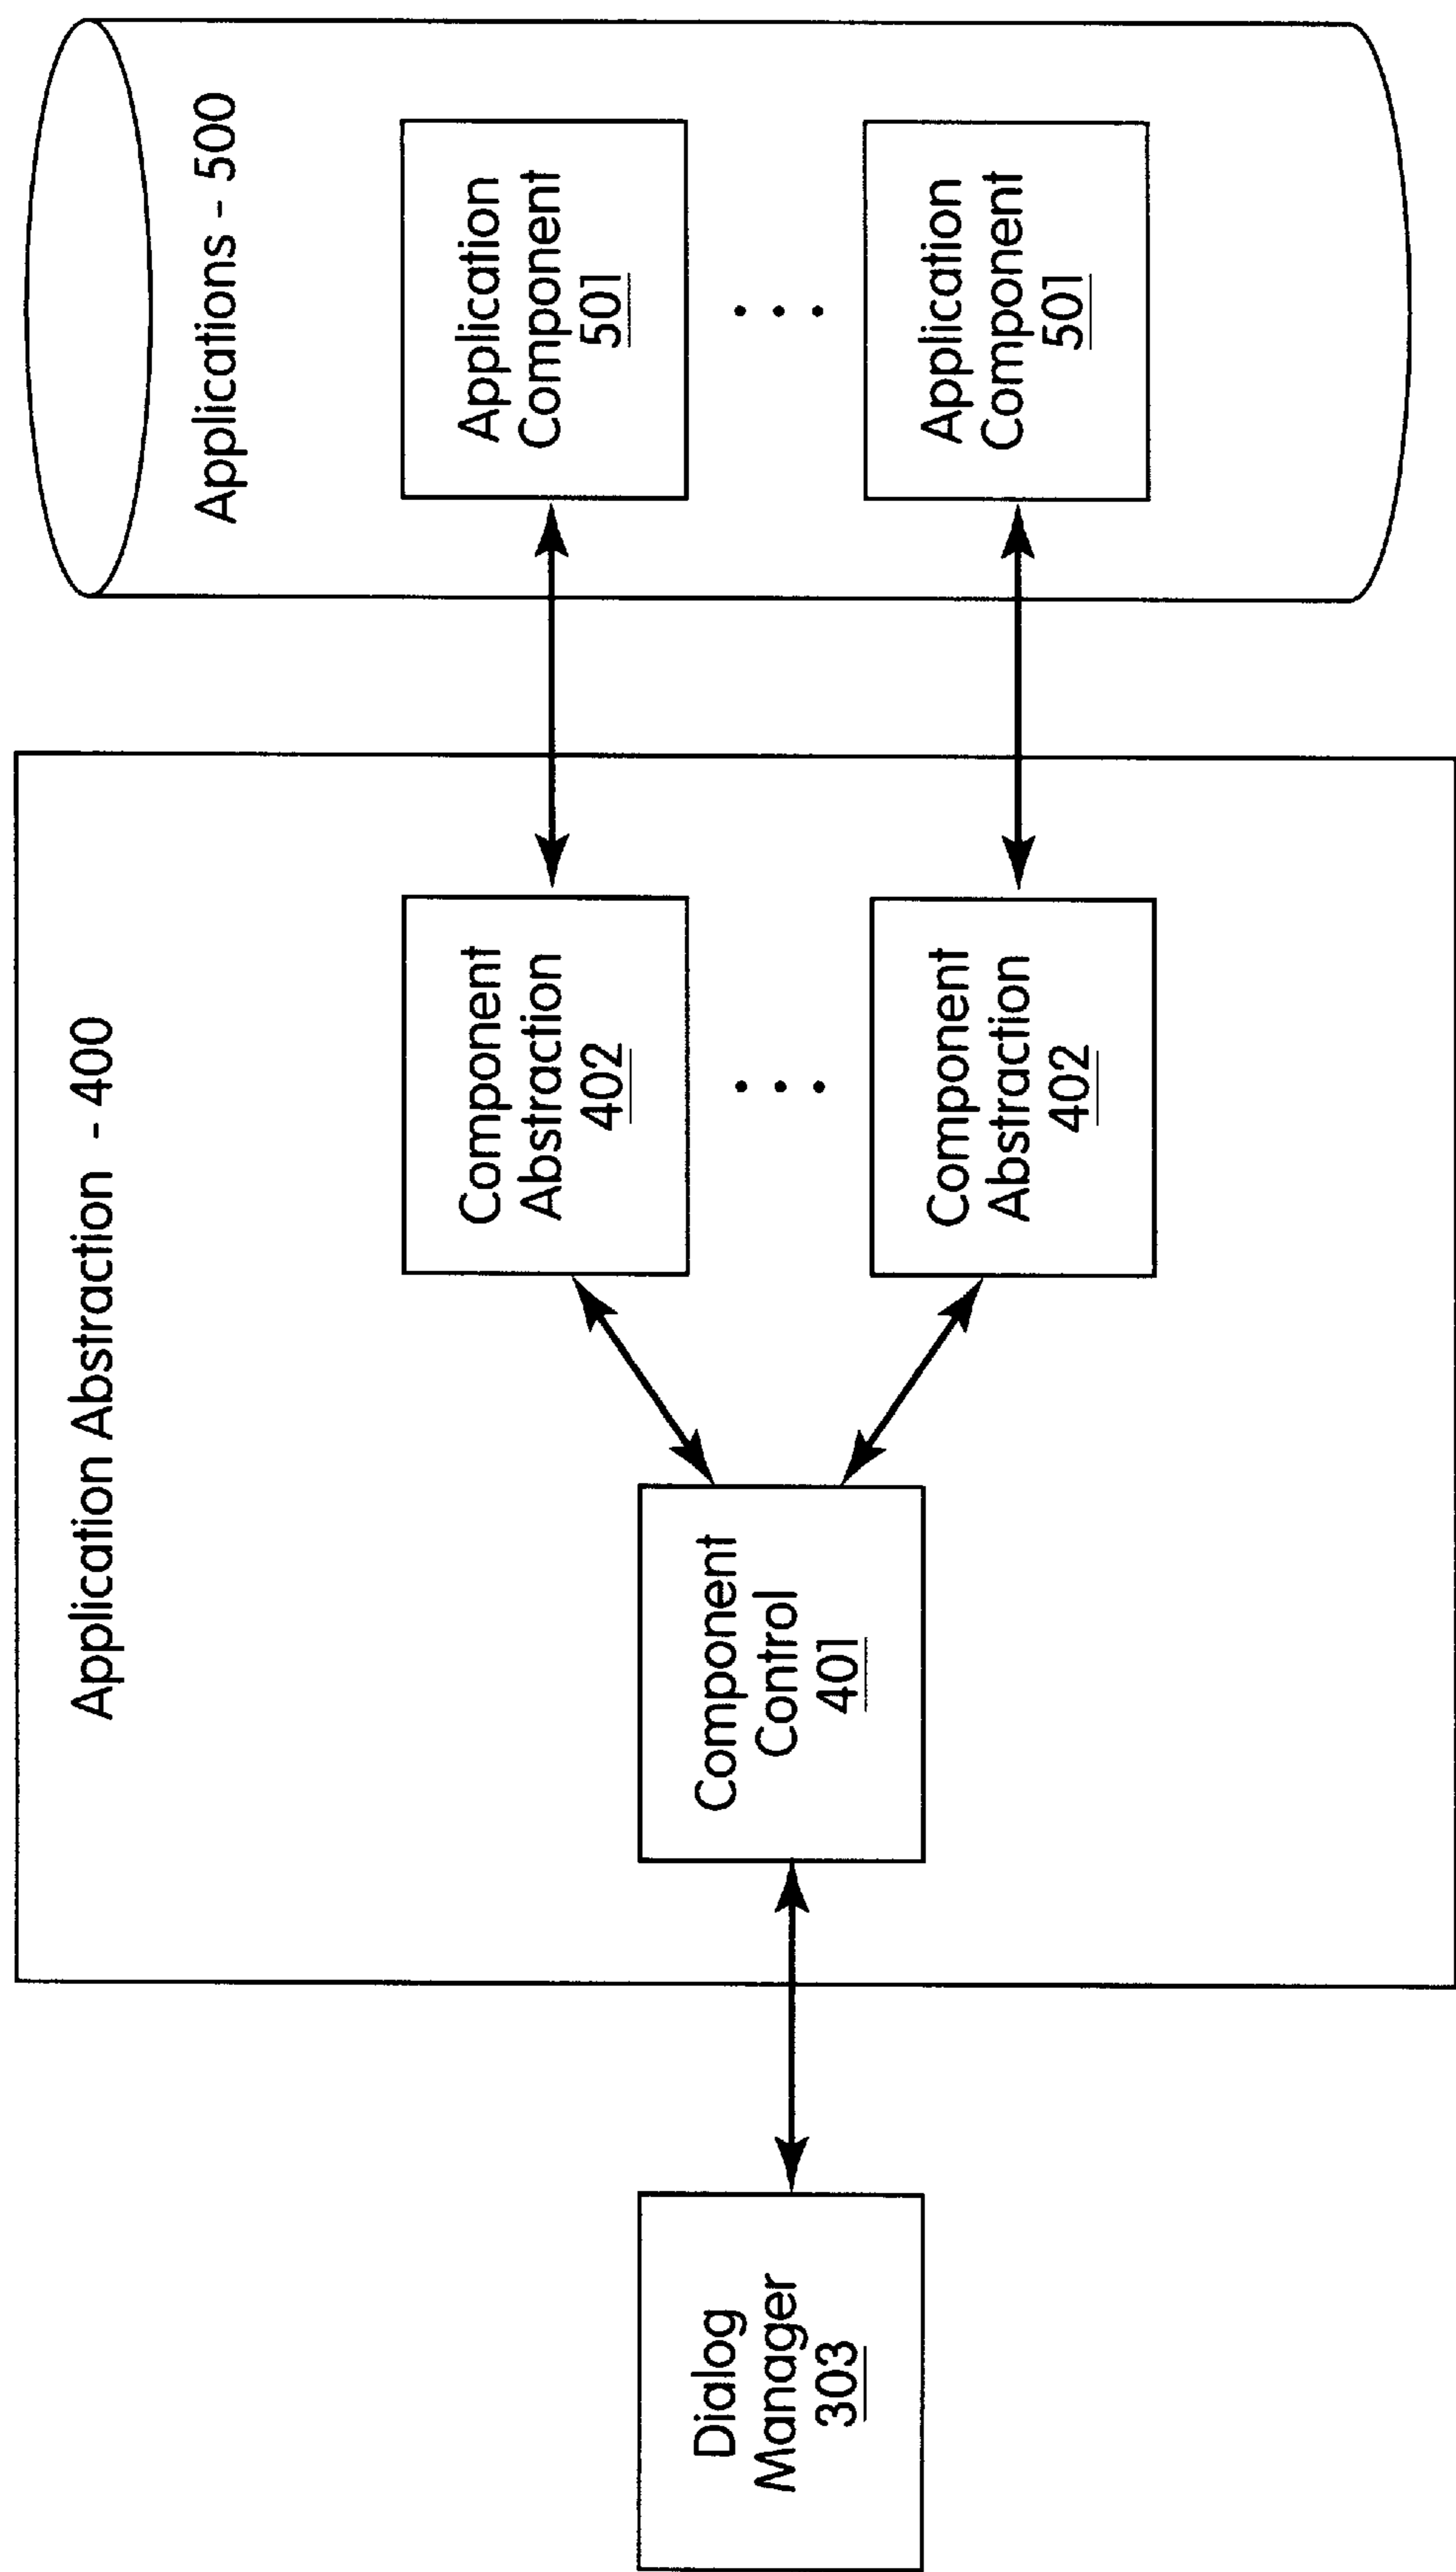 Application Abstraction - 400
Applications - 500
Dialog
Manager
303
Component
Control
401
Component
Abstraction
402
Component
Abstraction
402
Application
Component
501
Application
Component
501